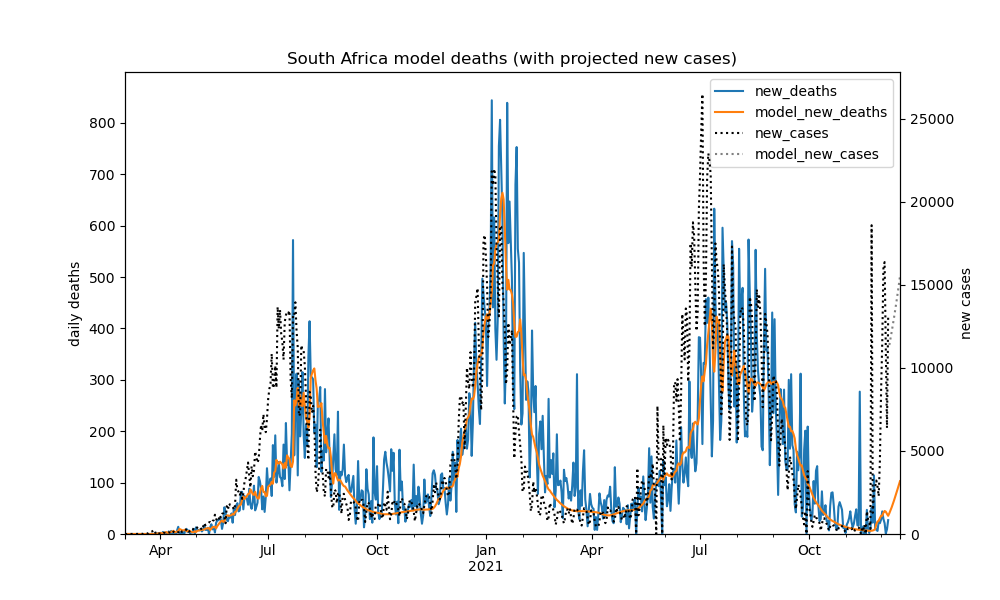 South Africa model deaths (with projected new cases)
new_deaths
model_new_deaths
new_cases
model_new_cases
800
700
600
500
400
300
200
100
0
daily deaths
25000
20000
15000
10000
5000
0
new cases
Apr
Jul
Oct
Jan
2021
Apr
Jul
Oct